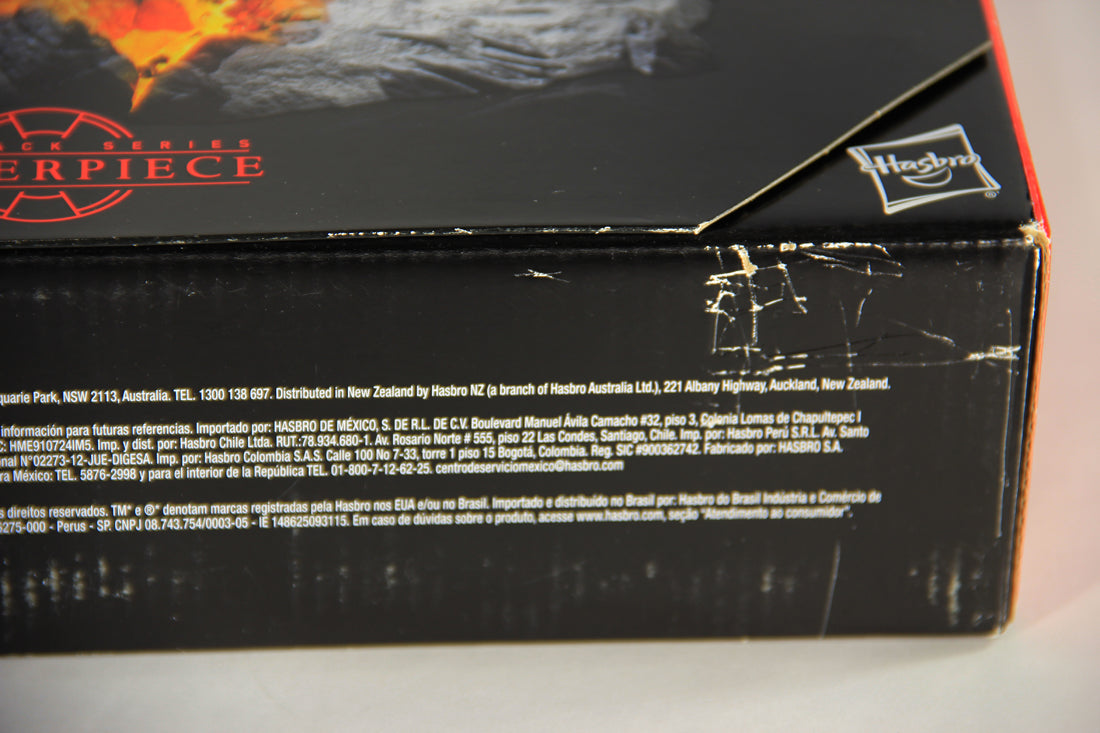 ACK SERIES
ERPIECE
Hasbro
®
quarie Park, NSW 2113, Australia. TEL. 1300 138 697. Distributed in New Zealand by Hasbro NZ (a branch of Hasbro Australia Ltd.), 221 Albany Highway, Auckland, New Zealand.
información para futuras referencias. Importado por: HASBRO DE MÉXICO, S. DE R.L. DE C.V. Boulevard Manuel Ávila Camacho #32, piso 3, Colonia Lomas de Chapultepec I
C: HME910724IM5. Imp. y dist. por: Hasbro Chile Ltda. RUT.:78.934.680-1. Av. Rosario Norte # 555, piso 22 Las Condes, Santiago, Chile. Imp. por: Hasbro Perú S.R.L. Av. Santo
nal N°02273-12-JUE-DIGESA. Imp. por: Hasbro Colombia S.A.S. Calle 100 No 7-33, torre 1 piso 15 Bogotá, Colombia. Reg. SIC #900362742. Fabricado por: HASBRO S.A.
ra México: TEL. 5876-2998 y para el interior de la República TEL. 01-800-7-12-62-25. centrodeserviciomexico@hasbro.com
s direitos reservados. TM* e ®* denotam marcas registradas pela Hasbro nos EUA e/ou no Brasil. Importado e distribuído no Brasil por: Hasbro do Brasil Indústria e Comércio de
6275-000 - Perus - SP. CNPJ 08.743.754/0003-05 - IE 148625093115. Em caso de dúvidas sobre o produto, acesse www.hasbro.com, seção "Atendimento ao consumidor".